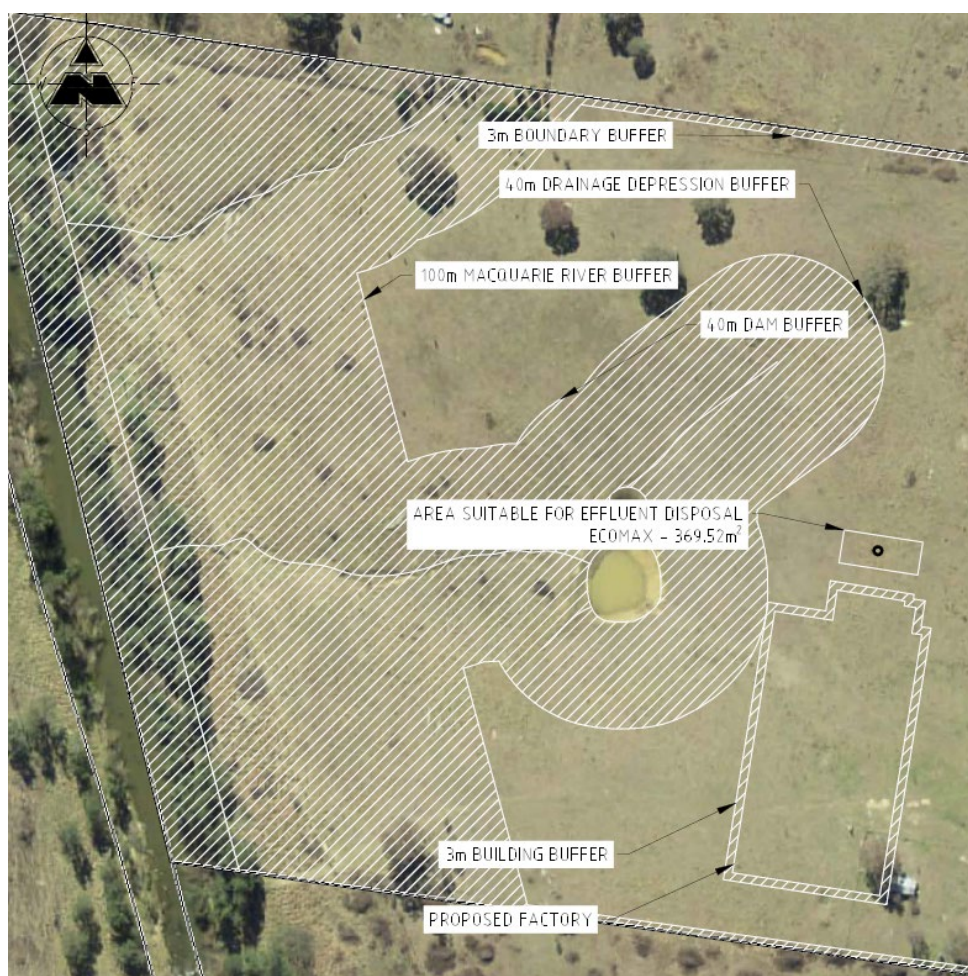 N
3m BOUNDARY BUFFER
40m DRAINAGE DEPRESSION BUFFER
100m MACQUARIE RIVER BUFFER
40m DAM BUFFER
AREA SUITABLE FOR EFFLUENT DISPOSAL
ECOMAX - 369.52m²
3m BUILDING BUFFER
PROPOSED FACTORY